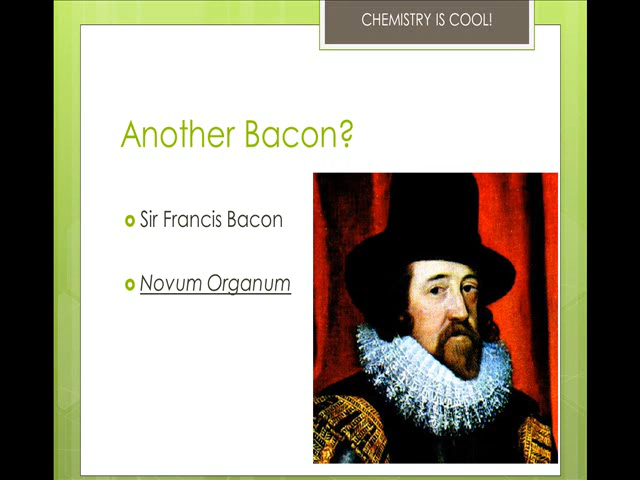 CHEMISTRY IS COOL!
Another Bacon?
Sir Francis Bacon
Novum Organum